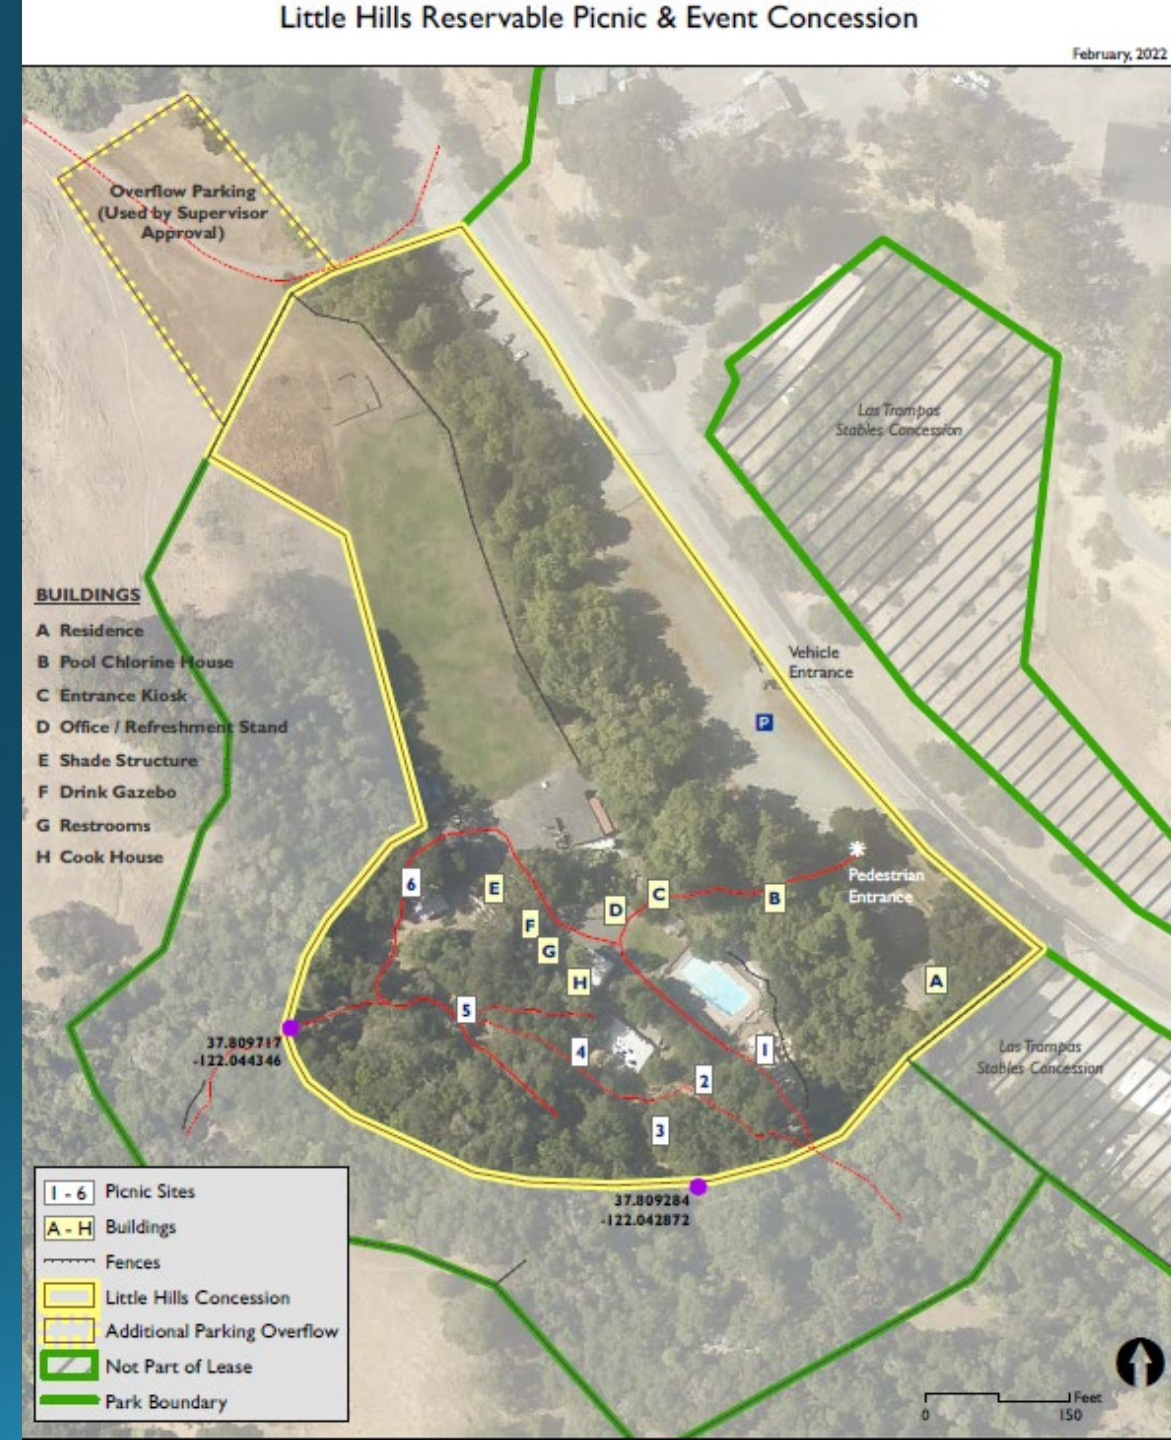 Little Hills Reservable Picnic & Event Concession
February, 2022
Overflow Parking
(Used by Supervisor
Approval)
Las Trampas
Stables Concession
BUILDINGS
A Residence
B Pool Chlorine House
C Entrance Kiosk
D Office / Refreshment Stand
E Shade Structure
F Drink Gazebo
G Restrooms
H Cook House
Vehicle
Entrance
P
Pedestrian
Entrance
6
E
F
G
H
D
C
B
A
5
4
1
2
3
37.809717
-122.044346
Las Trampas
Stables Concession
37.809284
-122.042872
1 - 6 Picnic Sites
A - H Buildings
Fences
Little Hills Concession
Additional Parking Overflow
Not Part of Lease
Park Boundary
Feet
0 150